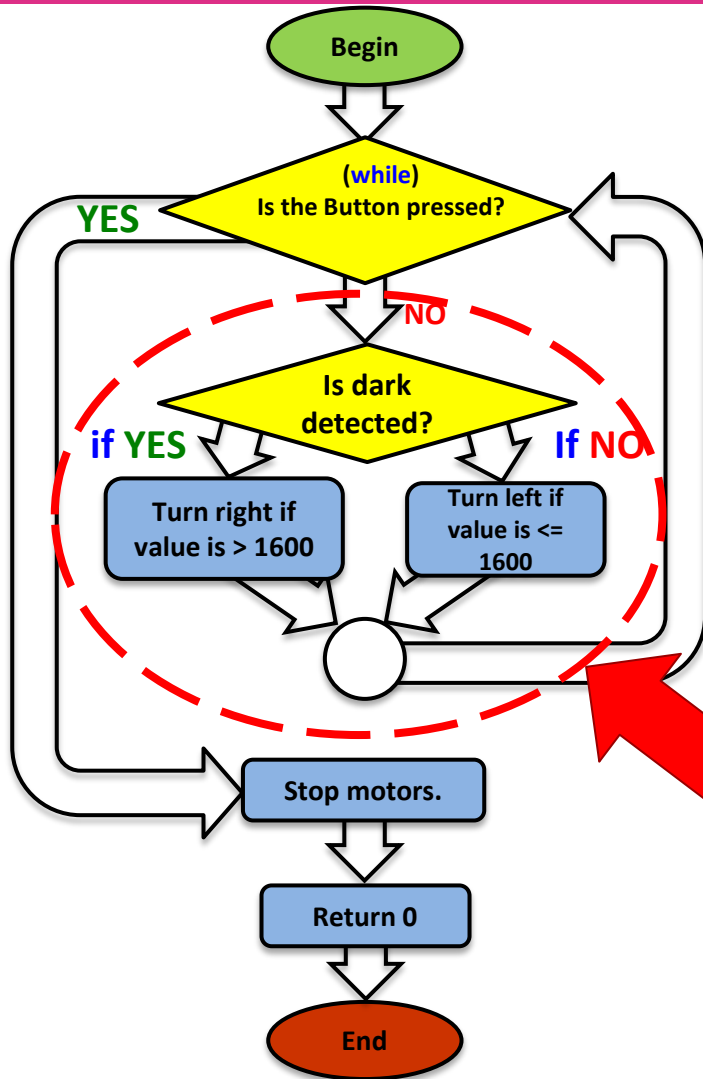 Begin
(while)
Is the Button pressed?
YES
NO
Is dark
detected?
if YES
If NO
Turn right if
value is > 1600
Turn left if
value is <=
1600
Stop motors.
Return 0
End